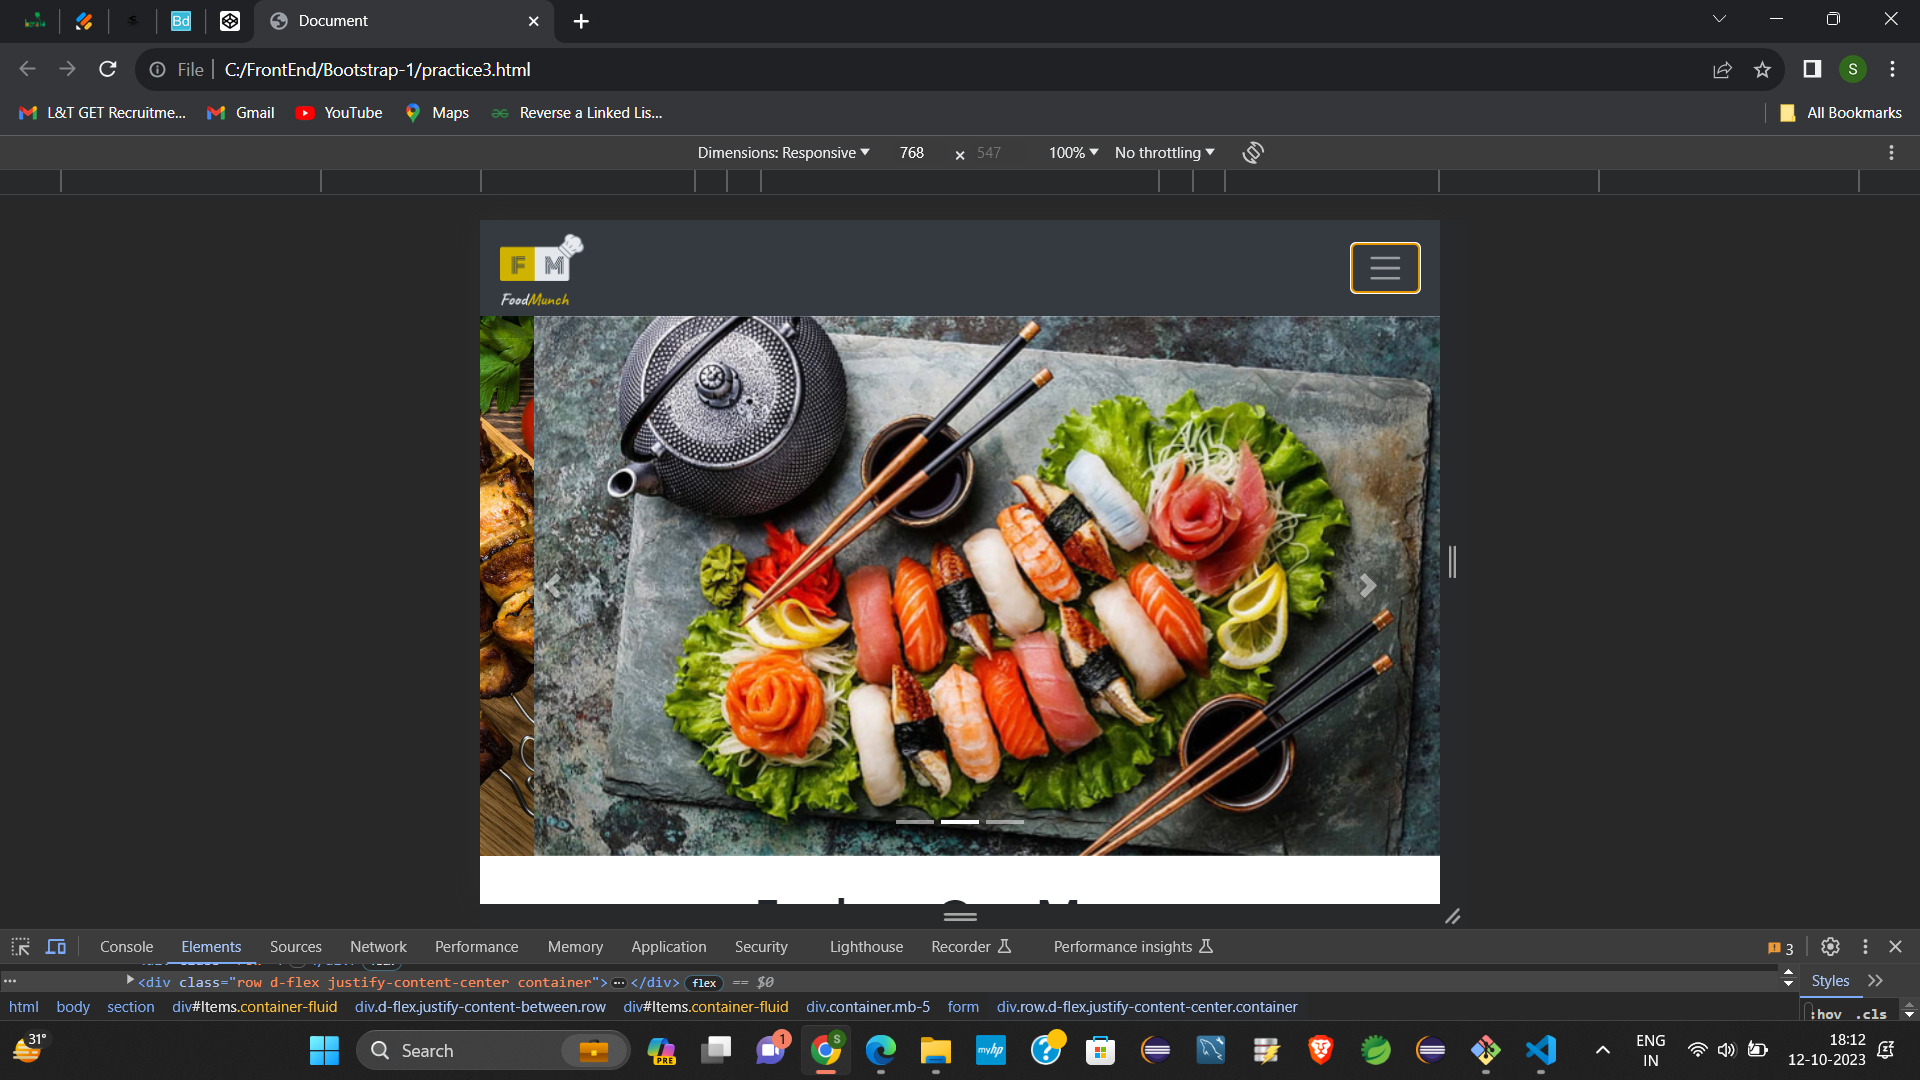 Bd
Document
File
C:/FrontEnd/Bootstrap-1/practice3.html
S
L&T GET Recruitme...
Gmail
YouTube
Maps
Reverse a Linked Lis...
All Bookmarks
Dimensions: Responsive
768
547
100%
No throttling
F M
FoodMunch
Console
Elements
Sources
Network
Performance
Memory
Application
Security
Lighthouse
Recorder
Performance insights
3
<div class="row d-flex justify-content-center container">
</div>
flex
== $0
Styles
html
body
section
div#Items.container-fluid
div.d-flex.justify-content-between.row
div#Items.container-fluid
div.container.mb-5
form
div.row.d-flex.justify-content-center.container
:hov .cls
31°
Search
PRE
1
S
myhp
ENG
IN
18:12
12-10-2023